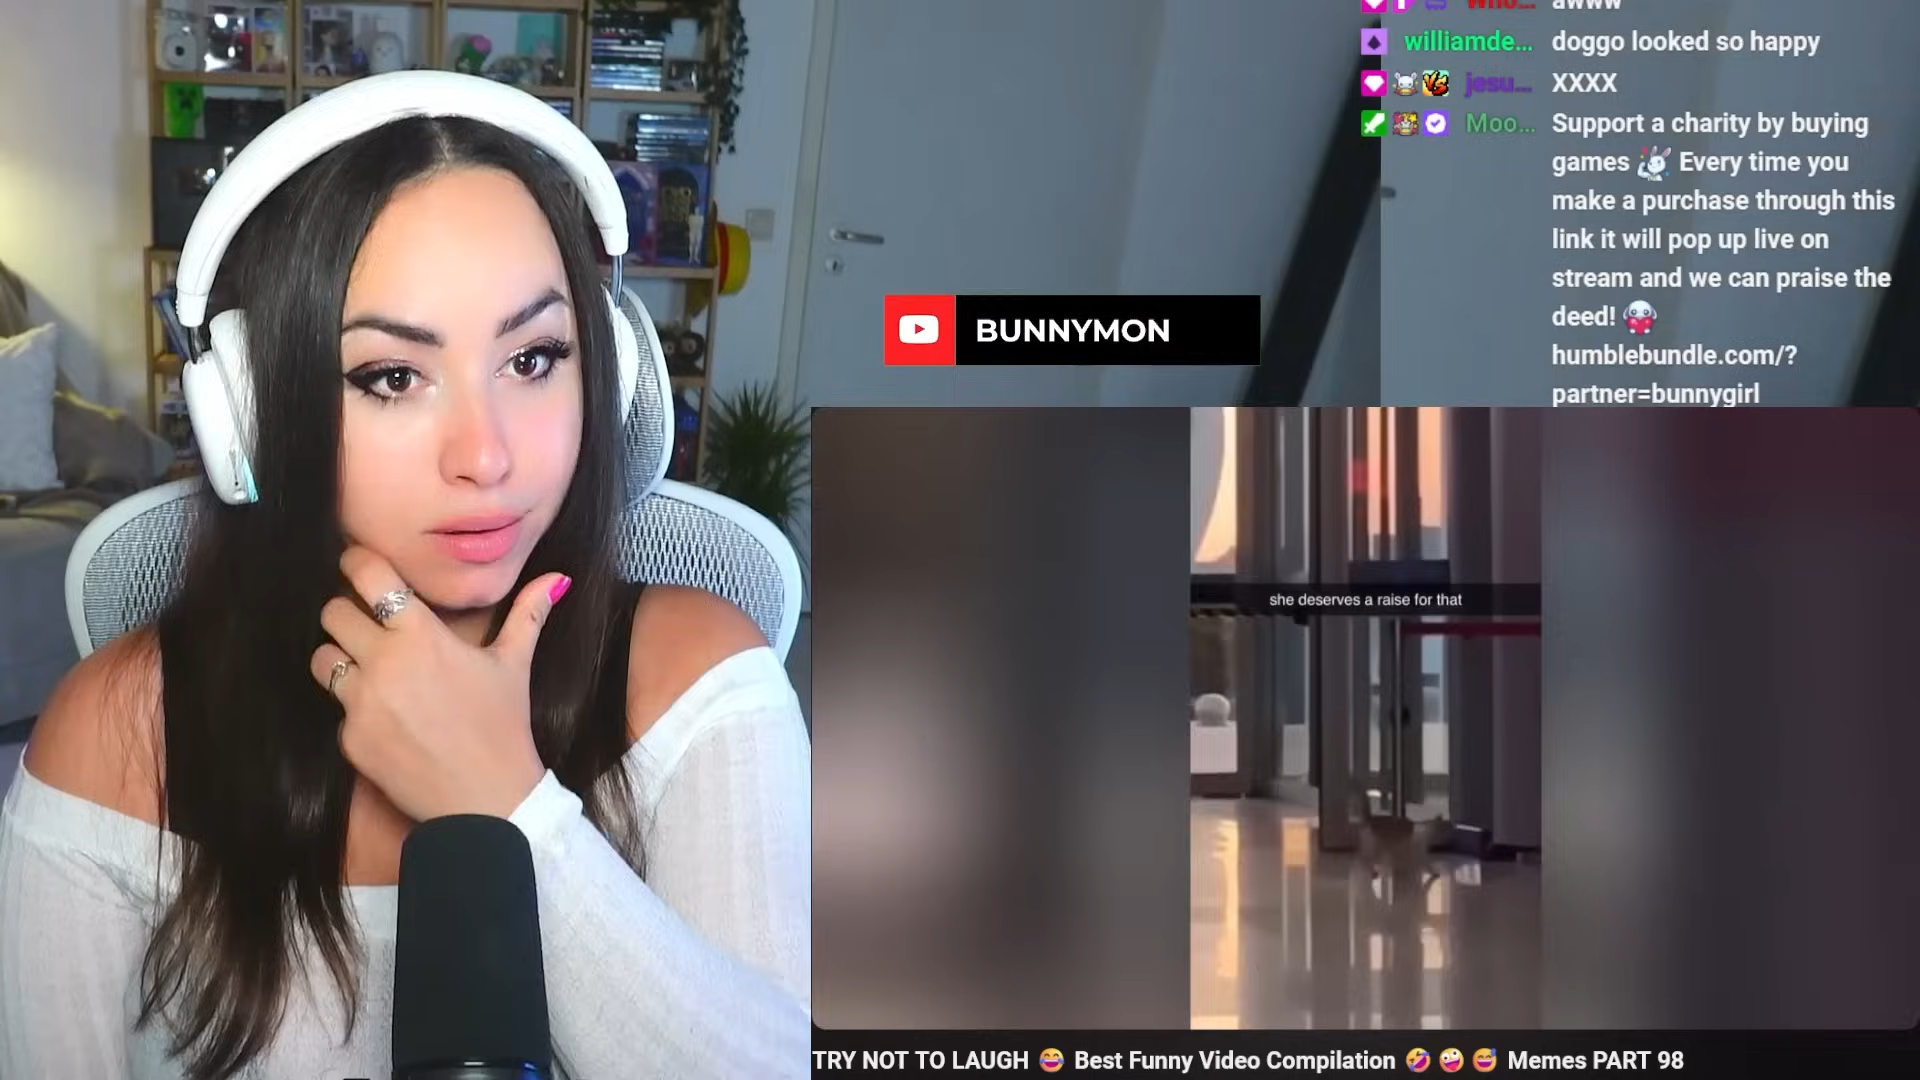 Who...
awww
williamde...
doggo looked so happy
jesu...
XXXX
Moo...
Support a charity by buying
games Every time you
make a purchase through this
link it will pop up live on
stream and we can praise the
deed!
humblebundle.com/?
partner=bunnygirl
BUNNYMON
she deserves a raise for that
TRY NOT TO LAUGH 😂 Best Funny Video Compilation 🤣🤪😅 Memes PART 98